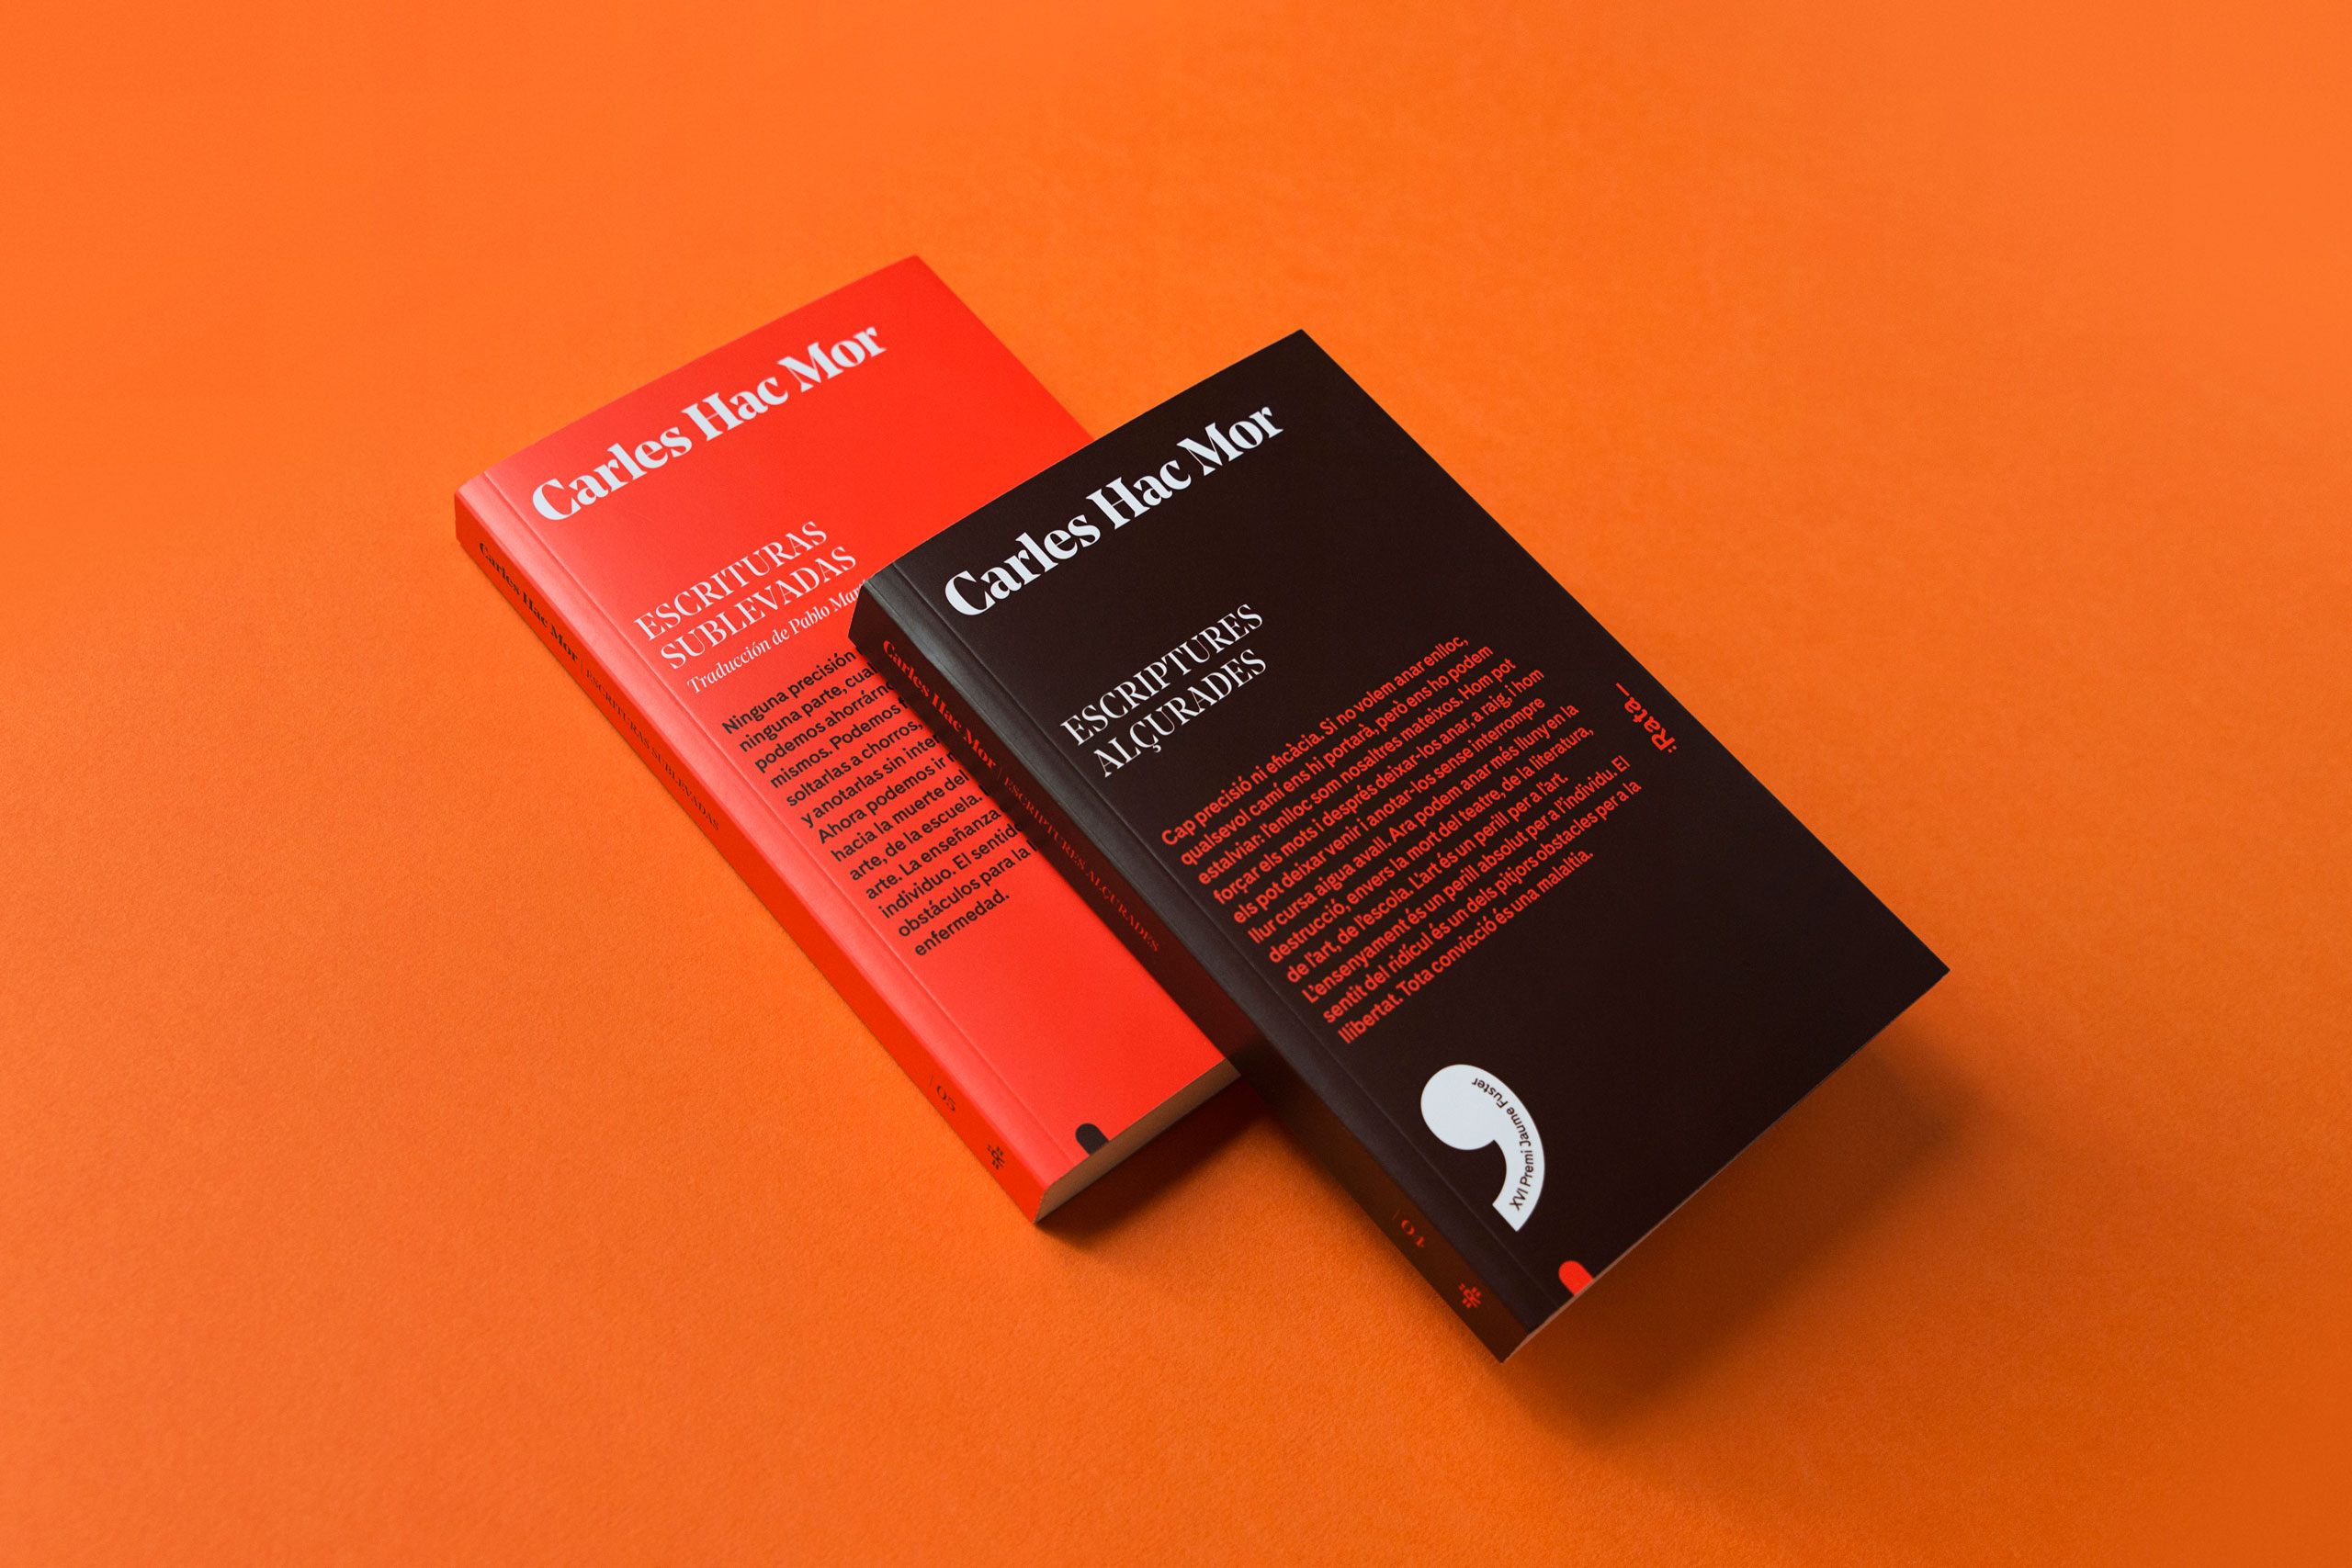 Carles Hac Mor
ESCRITURAS
SUBLEVADAS
Traducción de Pablo
Ninguna precisión
ninguna parte,
podemos
mismos. Podemos
soltarlas a chorros,
y anotarlas sin
Ahora podemos ir
hacia la muerte del
arte, de la escuela.
arte. La enseñanza
individuo. El sentido
obstáculos para la
enfermedad.
Carles Hac Mor | ESCRITURAS SUBLEVADAS
| 05
Carles Hac Mor
ESCRIPTURES
ALÇURADES
Cap precisió ni eficàcia. Si no volem anar enlloc,
qualsevol camí ens hi portarà, però ens ho podem
estalviar: l'enlloc som nosaltres mateixos. Hom pot
forçar els mots i després deixar-los anar, a raig, i hom
els pot deixar venir i anotar-los sense interrompre
llur cursa aigua avall. Ara podem anar més lluny en la
destrucció, envers la mort del teatre, de la literatura,
de l'art, de l'escola. L'art és un perill per a l'art.
L'ensenyament és un perill absolut per a l'individu. El
sentit del ridícul és un dels pitjors obstacles per a la
llibertat. Tota convicció és una malaltia.
:Rata_
XVI Premi Jaume Fuster
Carles Hac Mor | ESCRIPTURES ALÇURADES
| 04